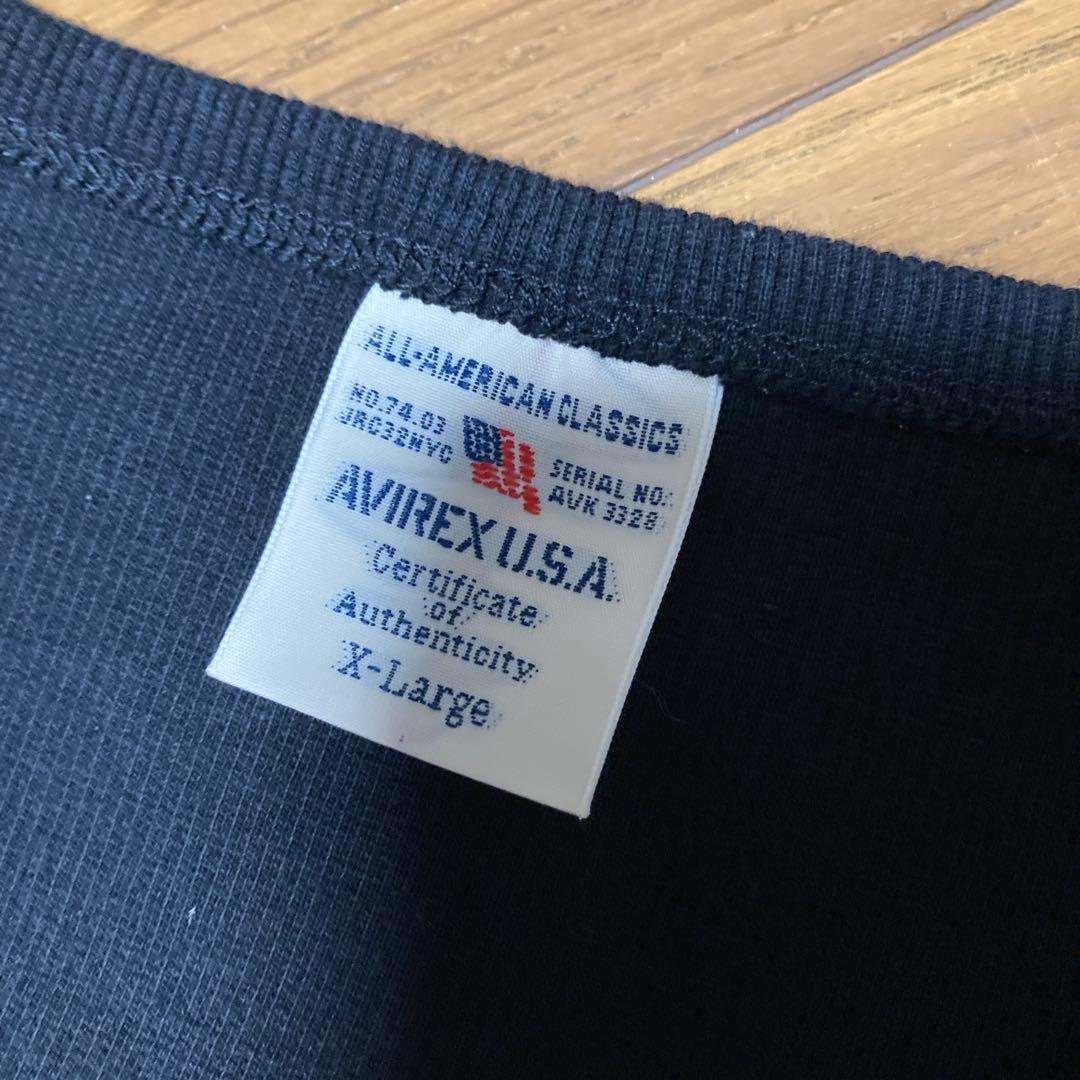 ALL-AMERICAN CLASSICS
NO.74.03
JRC32NYC
SERIAL NO:
AVK 3328
AVIREX U.S.A.
Certificate
of
Authenticity
X-Large